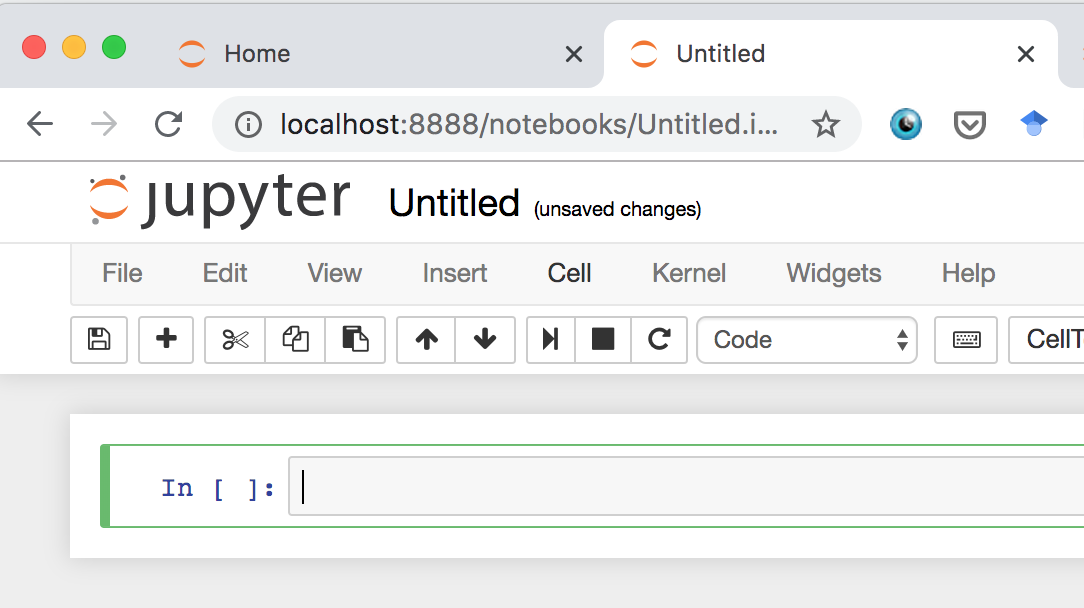 Home Untitled
localhost:8888/notebooks/Untitled.i...
jupyter Untitled (unsaved changes)
File Edit View Insert Cell Kernel Widgets Help
Code CellT
In [ ]: